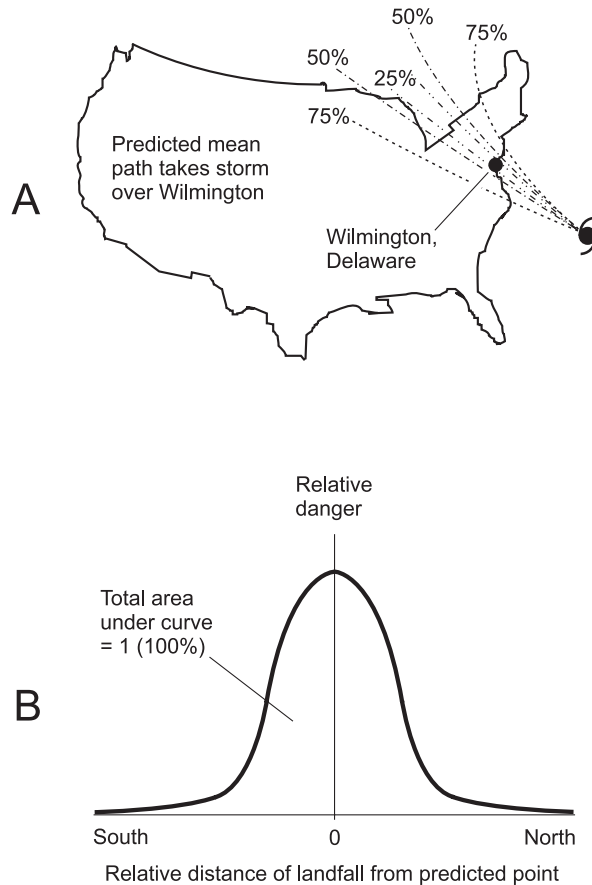 50%
75%
50%
25%
75%
Predicted mean
path takes storm
over Wilmington
A
Wilmington,
Delaware
Relative
danger
Total area
under curve
= 1 (100%)
B
South
0
North
Relative distance of landfall from predicted point